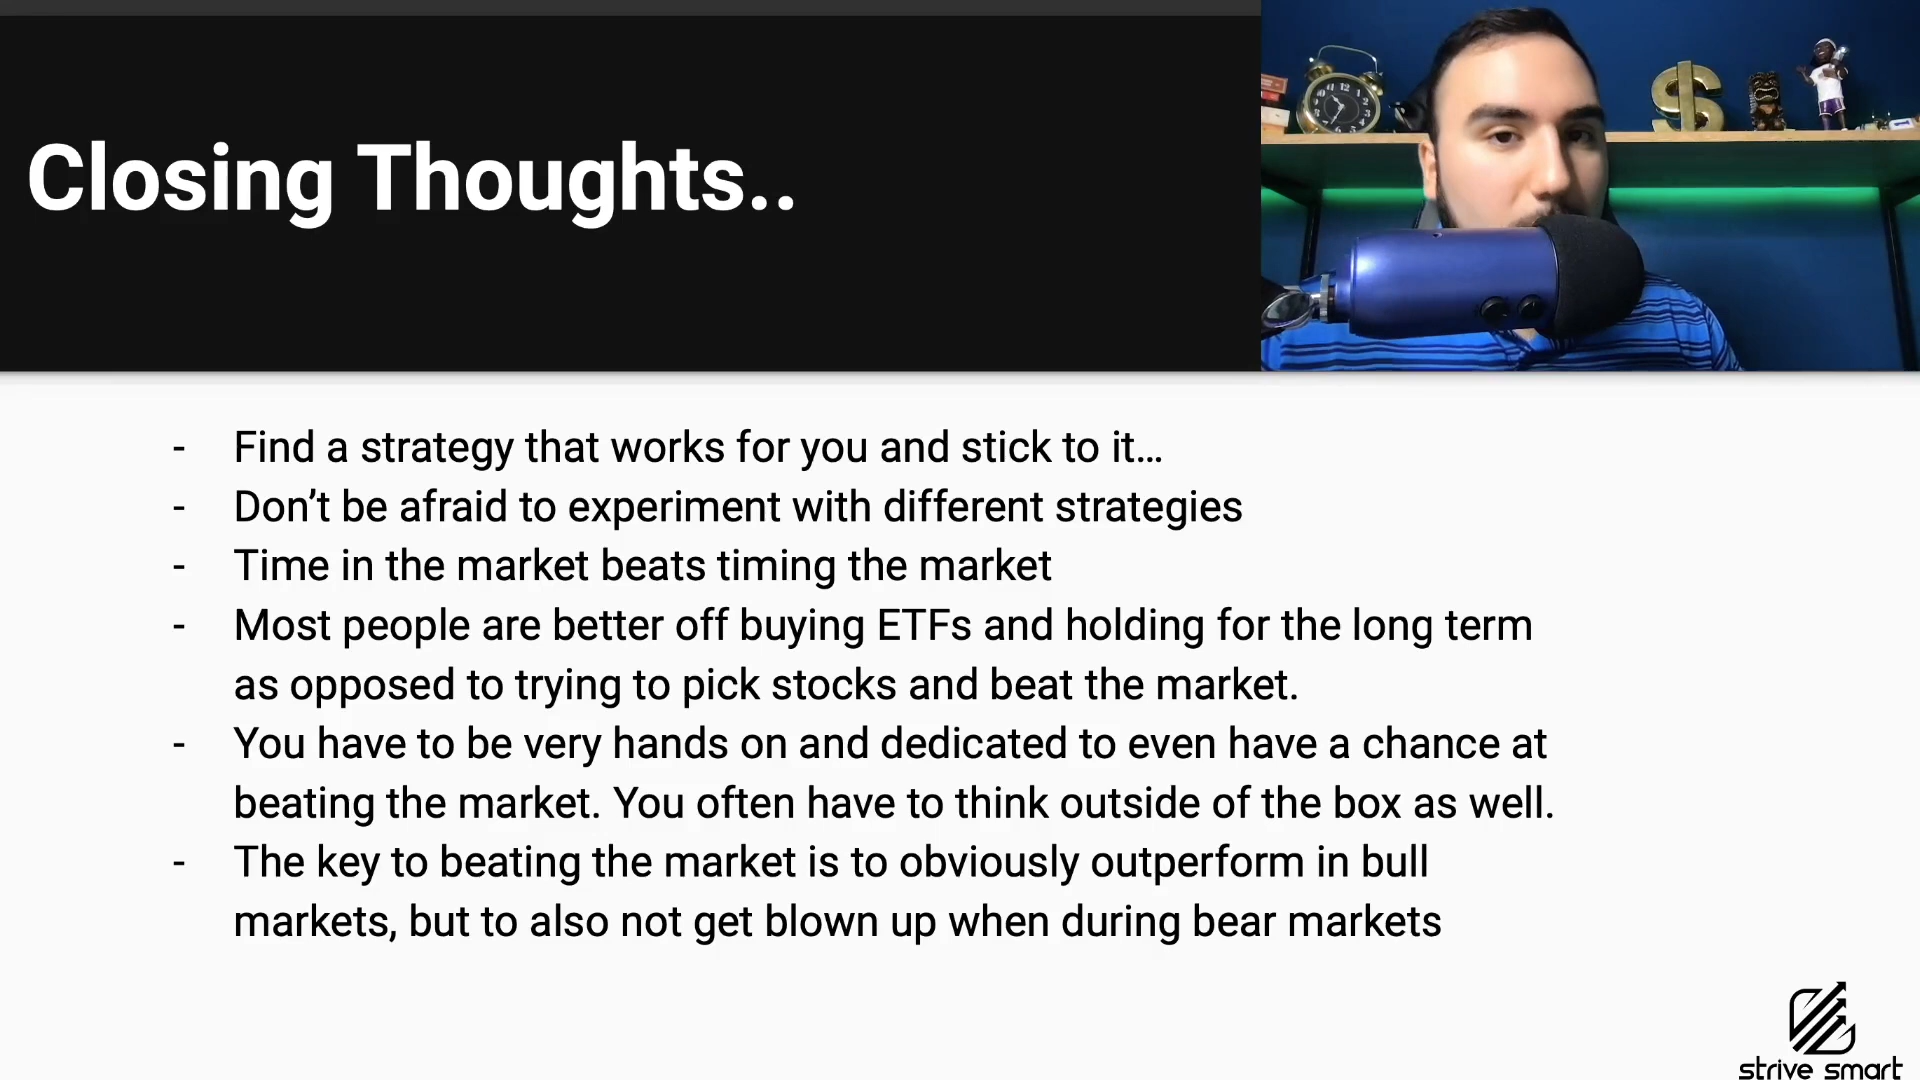 Closing Thoughts..
- Find a strategy that works for you and stick to it…
- Don’t be afraid to experiment with different strategies
- Time in the market beats timing the market
- Most people are better off buying ETFs and holding for the long term
as opposed to trying to pick stocks and beat the market.
- You have to be very hands on and dedicated to even have a chance at
beating the market. You often have to think outside of the box as well.
- The key to beating the market is to obviously outperform in bull
markets, but to also not get blown up when during bear markets
strive smart